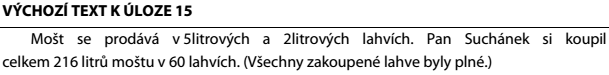 VÝCHOZÍ TEXT K ÚLOZE 15
Mošt se prodává v 5litrových a 2litrových lahvích. Pan Suchánek si koupil
celkem 216 litrů moštu v 60 lahvích. (Všechny zakoupené lahve byly plné.)